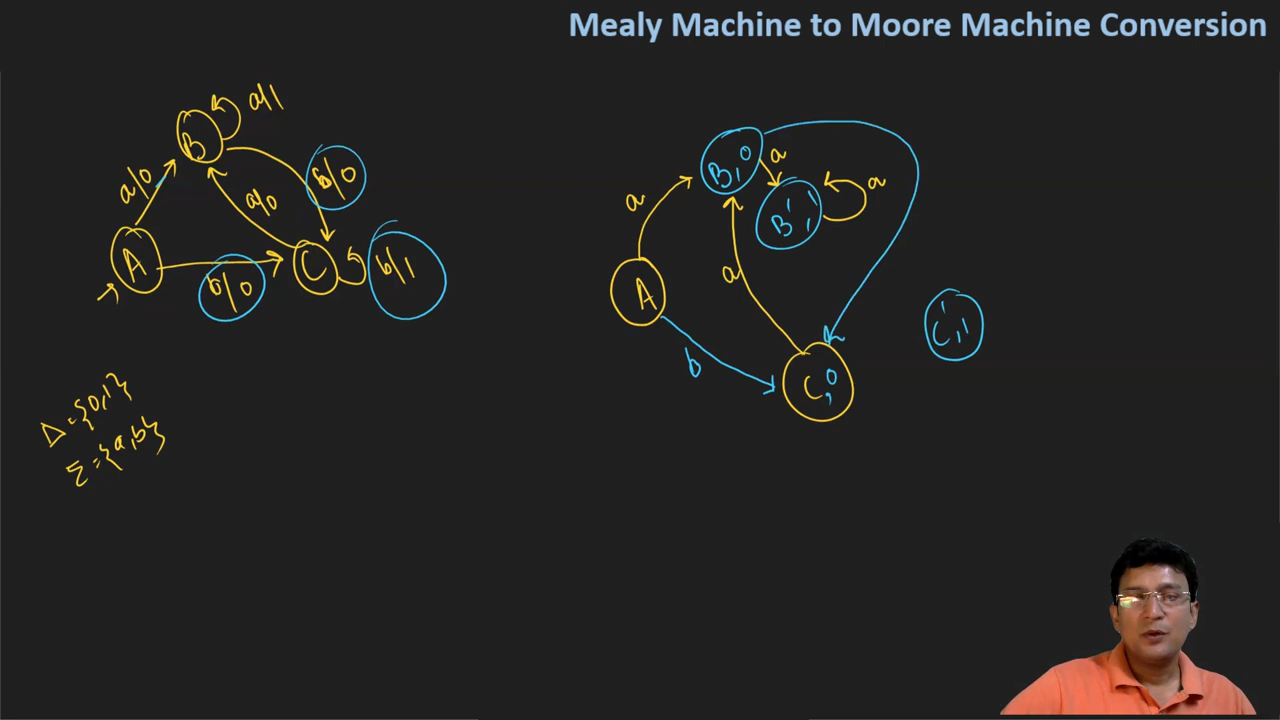 Mealy Machine to Moore Machine Conversion
a/1
B
a/0
b/0
a/0
A
C
b/1
b/0
Δ = {0,1}
Σ = {a,b}
B,0
a
B',1
a
a
a
A
b
C,0
C',1